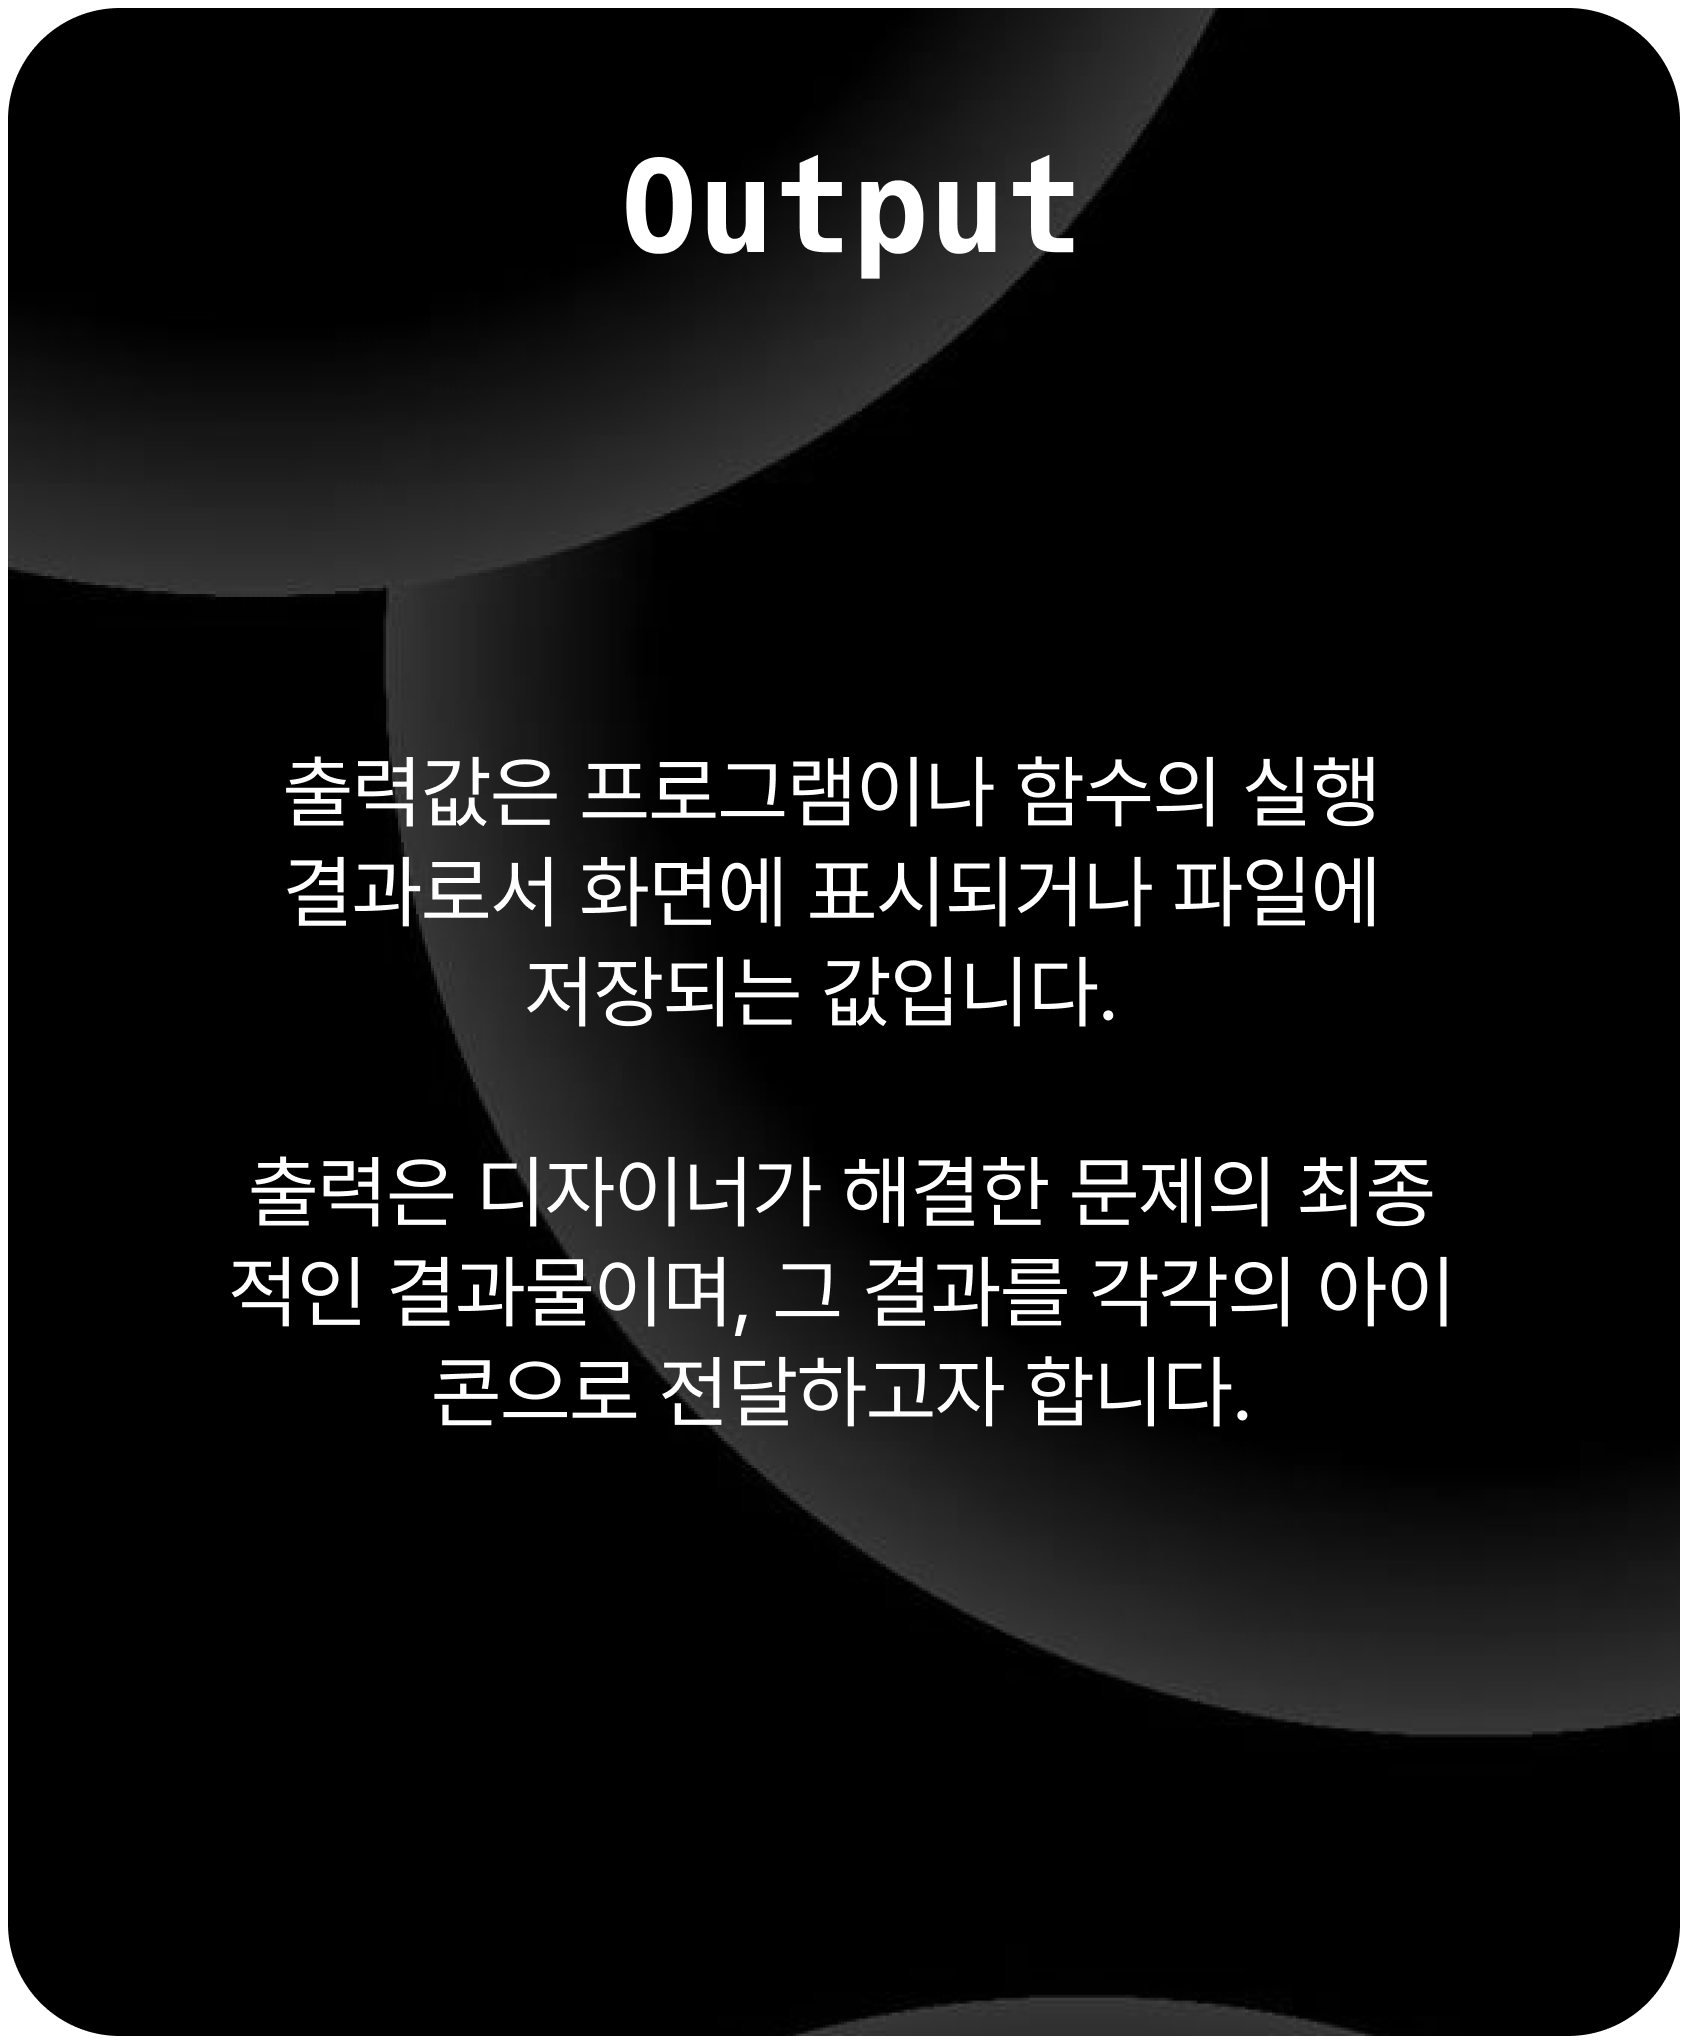 Output
출력값은 프로그램이나 함수의 실행
결과로서 화면에 표시되거나 파일에
저장되는 값입니다.
출력은 디자이너가 해결한 문제의 최종
적인 결과물이며, 그 결과를 각각의 아이
콘으로 전달하고자 합니다.